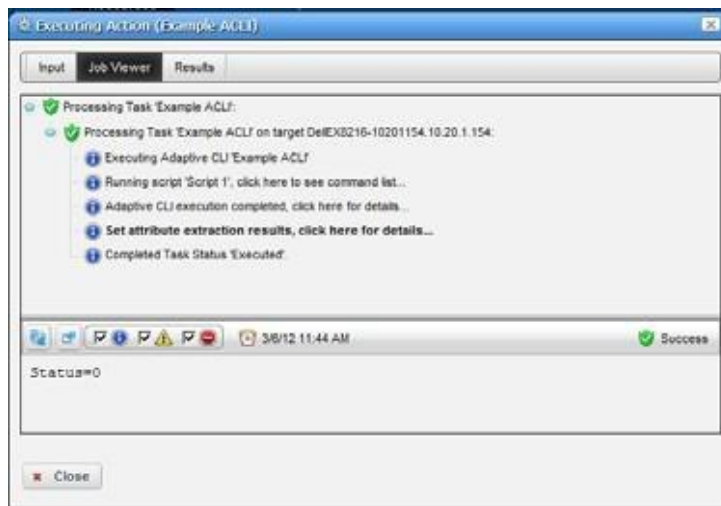 Executing Action (Example ACLI)
Input Job Viewer Results
Processing Task 'Example ACLI':
Processing Task 'Example ACLI' on target DellEX8216-10201154.10.20.1.154:
Executing Adaptive CLI 'Example ACLI'
Running script 'Script 1', click here to see command list...
Adaptive CLI execution completed, click here for details...
Set attribute extraction results, click here for details...
Completed Task Status 'Executed'.
3/6/12 11:44 AM Success
Status=0
Close